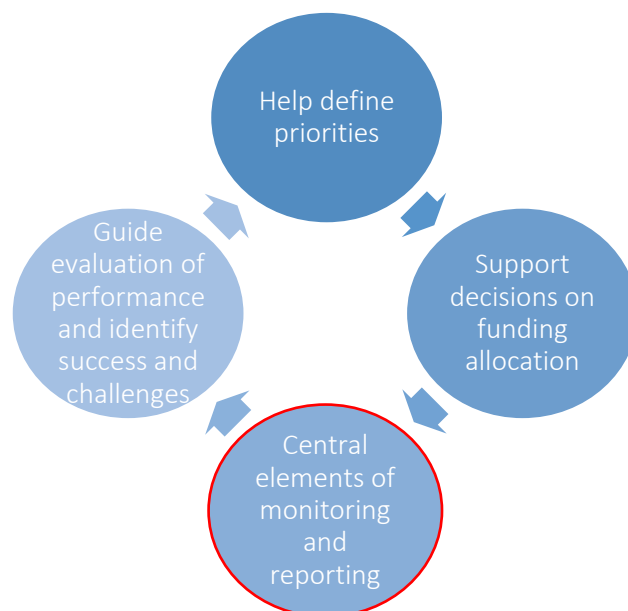 Help define
priorities
Support
decisions on
funding
allocation
Central
elements of
monitoring
and
reporting
Guide
evaluation of
performance
and identify
success and
challenges